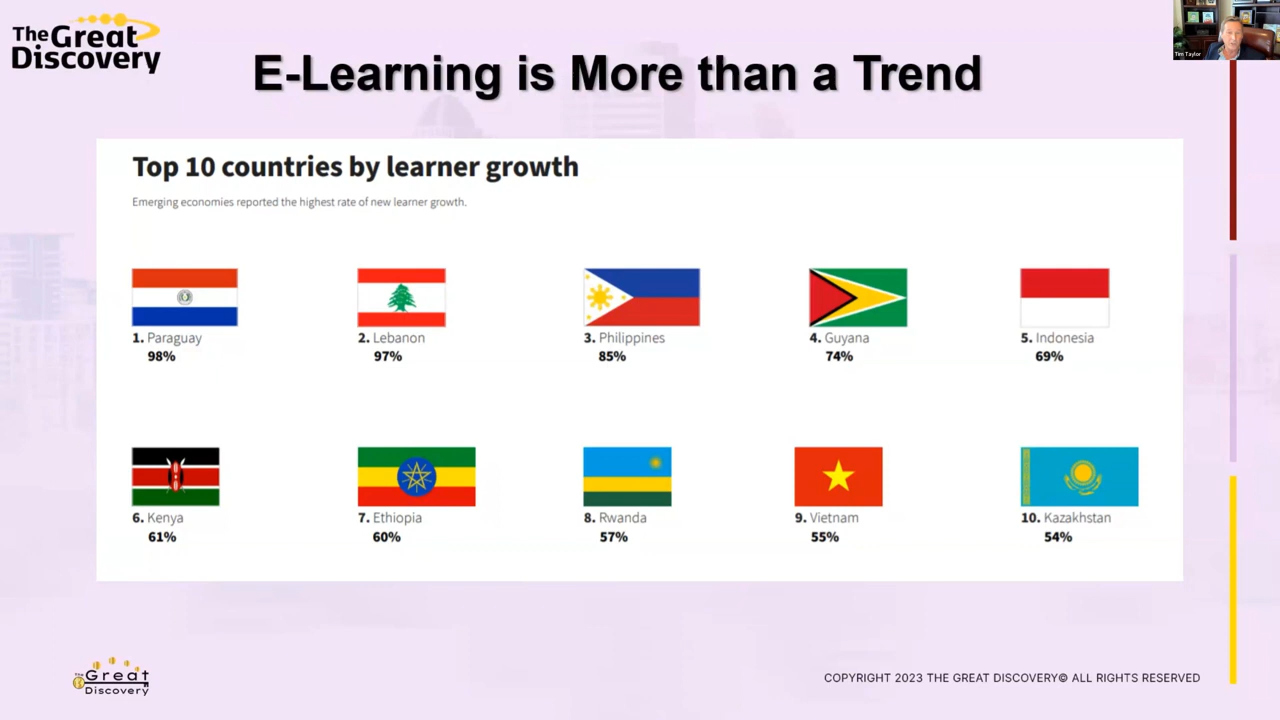 The Great
Discovery
E-Learning is More than a Trend
Tim Taylor
Top 10 countries by learner growth
Emerging economies reported the highest rate of new learner growth.
1. Paraguay
98%
2. Lebanon
97%
3. Philippines
85%
4. Guyana
74%
5. Indonesia
69%
6. Kenya
61%
7. Ethiopia
60%
8. Rwanda
57%
9. Vietnam
55%
10. Kazakhstan
54%
The Great
Discovery
COPYRIGHT 2023 THE GREAT DISCOVERY© ALL RIGHTS RESERVED